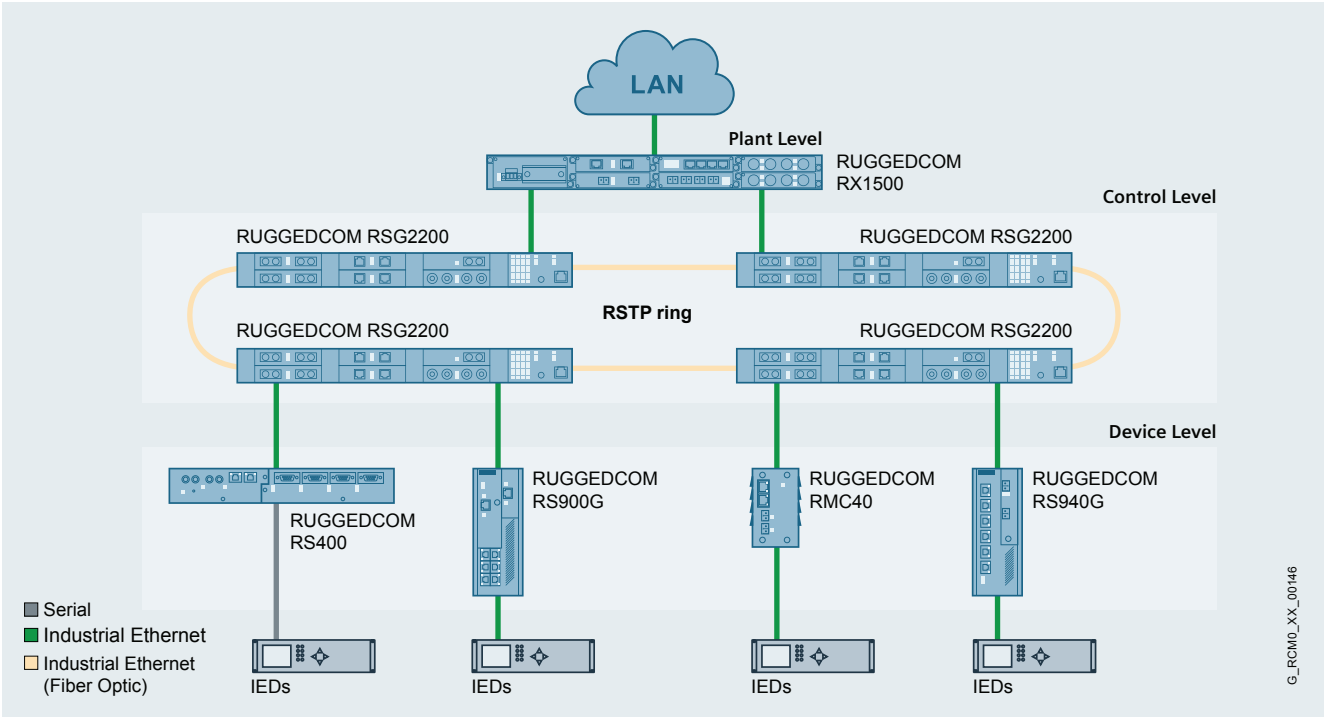 LAN
Plant Level
RUGGEDCOM
RX1500
Control Level
RUGGEDCOM RSG2200
RUGGEDCOM RSG2200
RSTP ring
RUGGEDCOM RSG2200
RUGGEDCOM RSG2200
Device Level
RUGGEDCOM
RS400
RUGGEDCOM
RS900G
RUGGEDCOM
RMC40
RUGGEDCOM
RS940G
Serial
Industrial Ethernet
Industrial Ethernet
(Fiber Optic)
IEDs
IEDs
IEDs
IEDs
G_RCM0_XX_00146